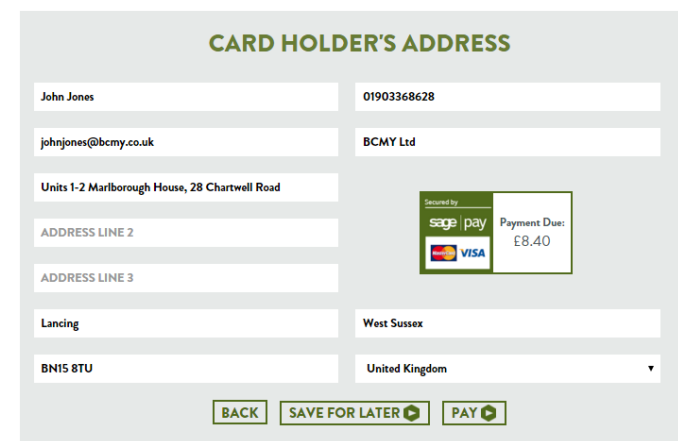 CARD HOLDER'S ADDRESS
John Jones
01903368628
johnjones@bcmy.co.uk
BCMY Ltd
Units 1-2 Marlborough House, 28 Chartwell Road
ADDRESS LINE 2
ADDRESS LINE 3
Secured by
sage pay
MasterCard
VISA
Payment Due:
£8.40
Lancing
West Sussex
BN15 8TU
United Kingdom
BACK
SAVE FOR LATER
PAY